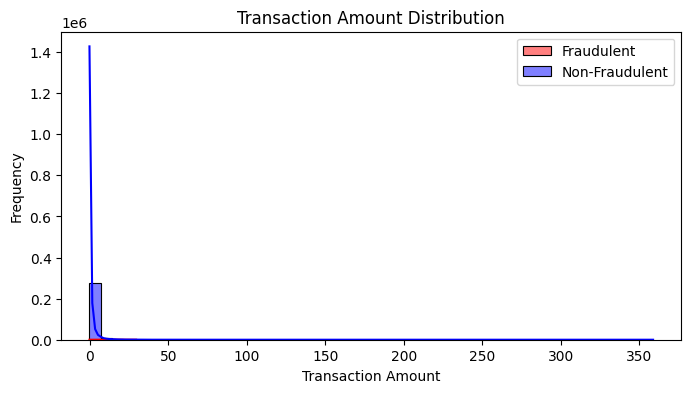 Transaction Amount Distribution
1e6
Fraudulent
Non-Fraudulent
1.4
1.2
1.0
0.8
0.6
0.4
0.2
0.0
Frequency
0 50 100 150 200 250 300 350
Transaction Amount